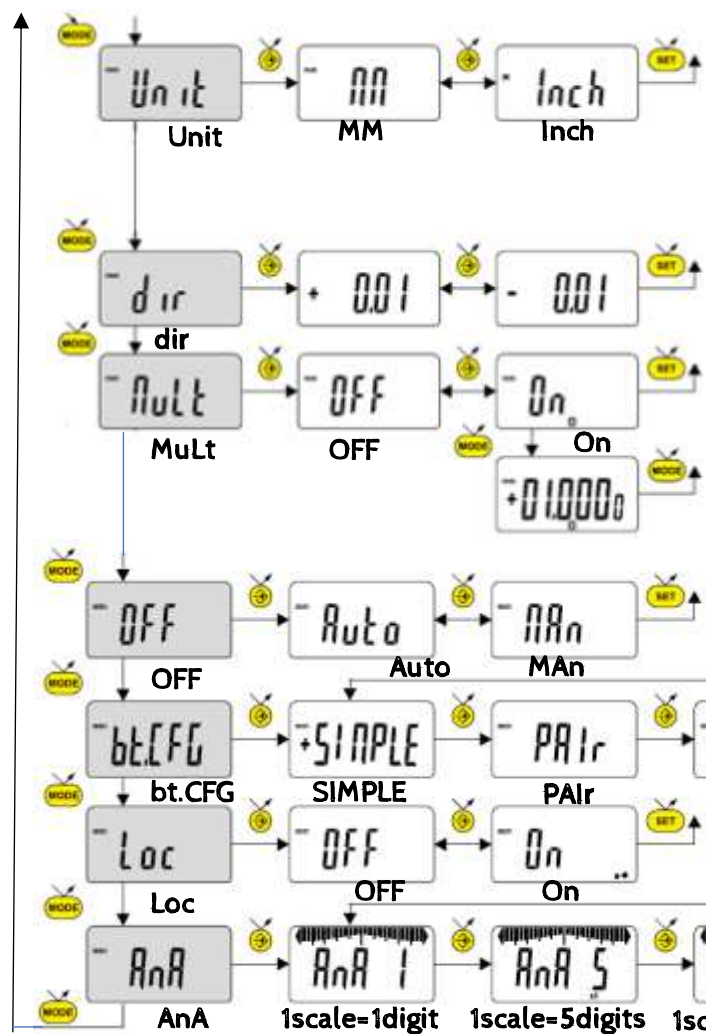 MODE
Unit MM Inch SET
Unit MM Inch
MODE
dir + 0.01 - 0.01 SET
dir
MODE
MuLt OFF On SET
MuLt OFF On
MODE
+01.0000 MODE
MODE
OFF Auto MAn SET
OFF Auto MAn
MODE
bt.CFG SIMPLE PAIr
bt.CFG SIMPLE PAIr
MODE
Loc OFF On SET
Loc OFF On
MODE
AnA AnA 1 AnA 5
MODE
AnA 1scale=1digit 1scale=5digits 1sc